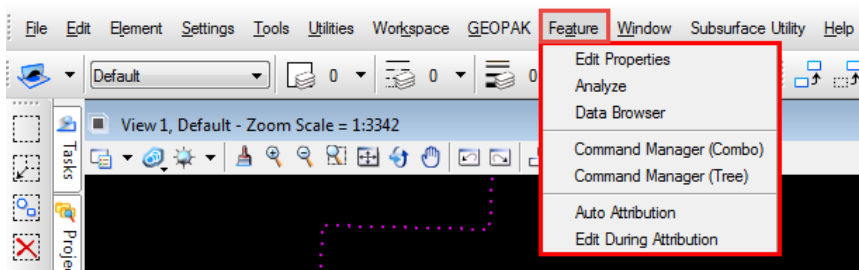 File Edit Element Settings Tools Utilities Workspace GEOPAK Feature Window Subsurface Utility Help
Default 0 0 0
Edit Properties
Analyze
Data Browser
Command Manager (Combo)
Command Manager (Tree)
Auto Attribution
Edit During Attribution
View 1, Default - Zoom Scale = 1:3342
Tasks